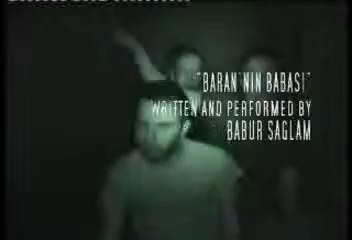 "BARAN'NIN BABASI"
WRITTEN AND PERFORMED BY
BABUR SAGLAM